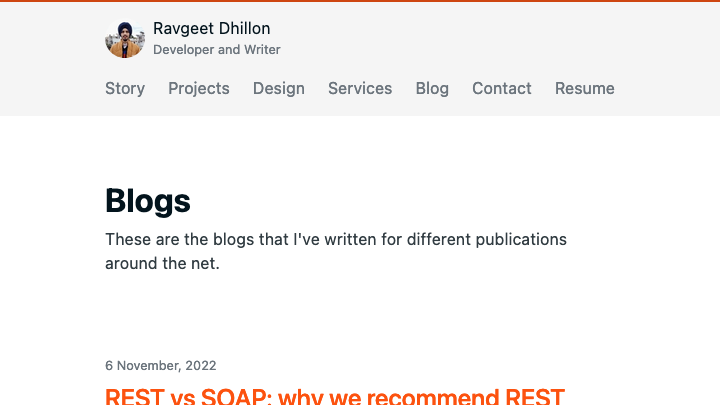 Ravgeet Dhillon
Developer and Writer
Story Projects Design Services Blog Contact Resume
Blogs
These are the blogs that I've written for different publications
around the net.
6 November, 2022
REST vs SOAP: why we recommend REST